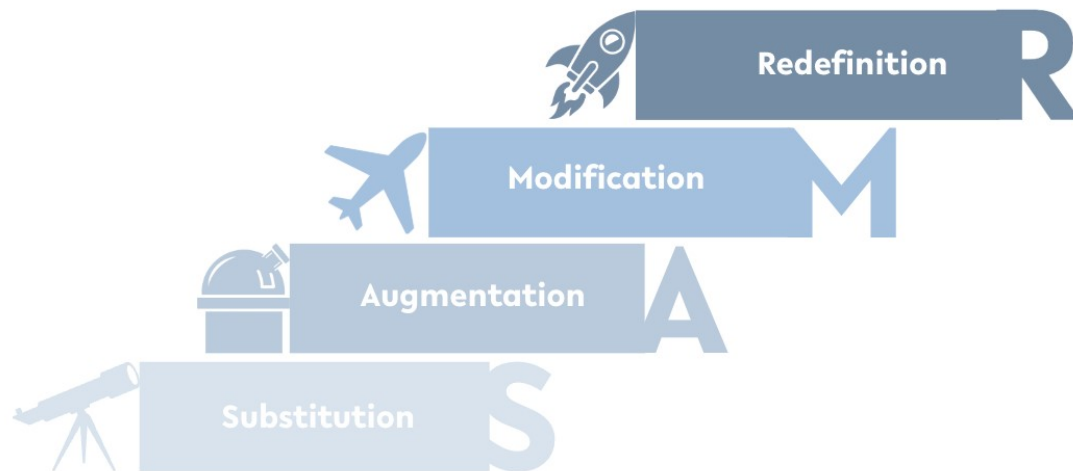 Redefinition R
Modification M
Augmentation A
Substitution S